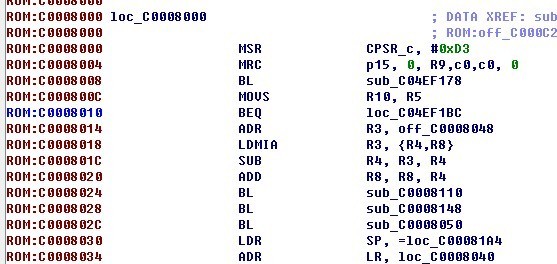 ROM:C0008000
ROM:C0008000 loc_C0008000 ; DATA XREF: sub
ROM:C0008000 ; ROM:off_C000C2
ROM:C0008000 MSR CPSR_c, #0xD3
ROM:C0008004 MRC p15, 0, R9,c0,c0, 0
ROM:C0008008 BL sub_C04EF178
ROM:C000800C MOVS R10, R5
ROM:C0008010 BEQ loc_C04EF1BC
ROM:C0008014 ADR R3, off_C0008048
ROM:C0008018 LDMIA R3, {R4,R8}
ROM:C000801C SUB R4, R3, R4
ROM:C0008020 ADD R8, R8, R4
ROM:C0008024 BL sub_C0008110
ROM:C0008028 BL sub_C0008148
ROM:C000802C BL sub_C0008050
ROM:C0008030 LDR SP, =loc_C00081A4
ROM:C0008034 ADR LR, loc_C0008040